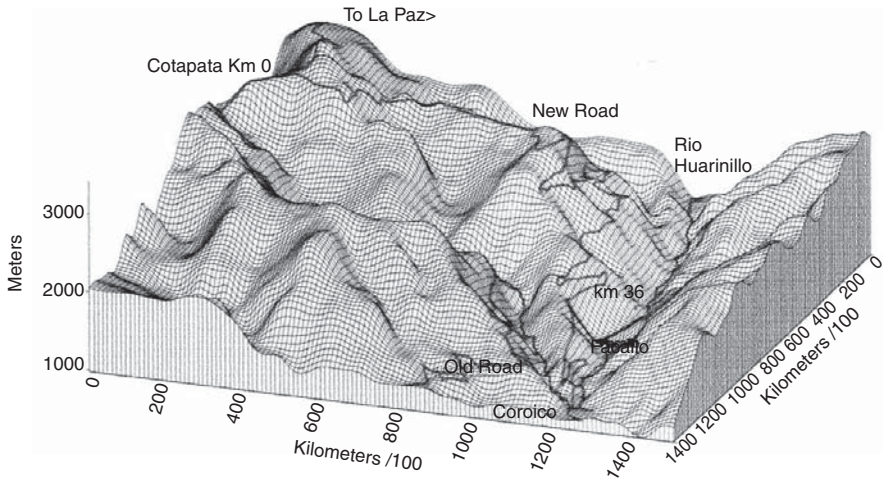 To La Paz>
Cotapata Km 0
New Road
Rio
Huarinillo
3000
2000
1000
Meters
km 36
Pacallo
Old Road
Coroico
0
200
400
600
800
1000
1200
1400
Kilometers /100
1400
1200
1000
800
600
400
200
0
Kilometers /100